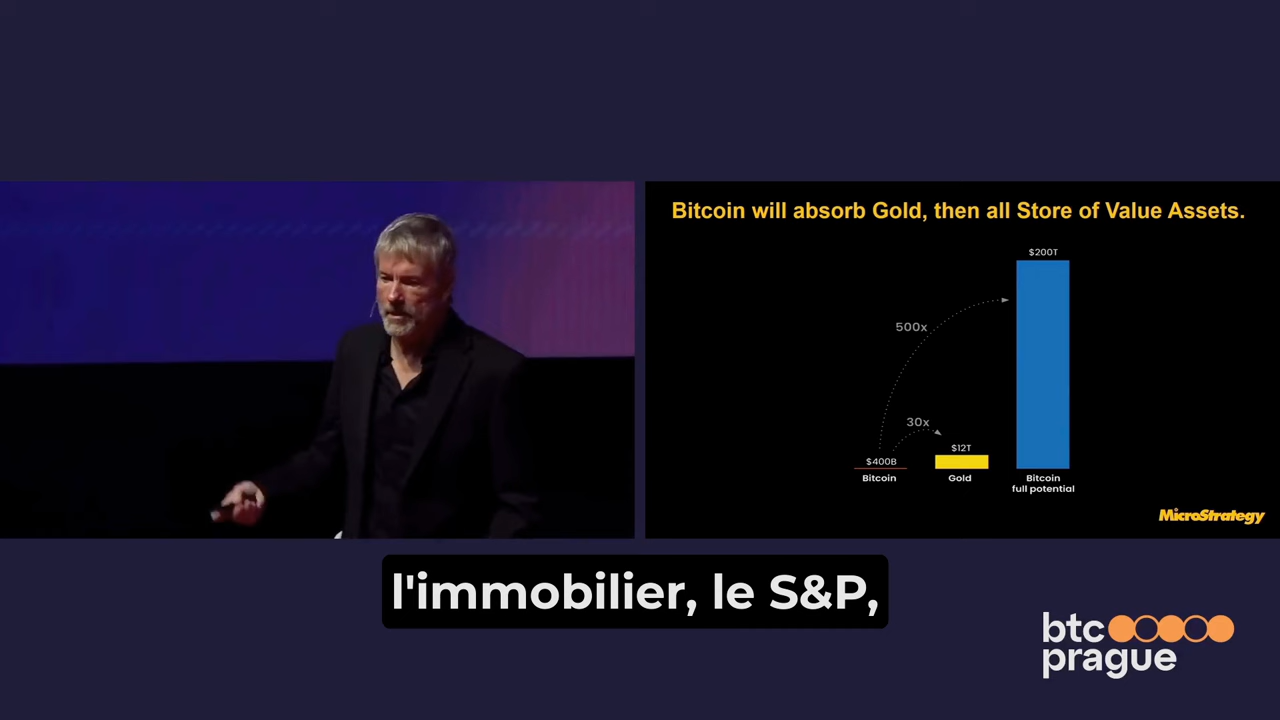 Bitcoin will absorb Gold, then all Store of Value Assets.
$200T
500x
30x
$12T
$400B
Bitcoin
Gold
Bitcoin
full potential
MicroStrategy
l'immobilier, le S&P,
btc
prague